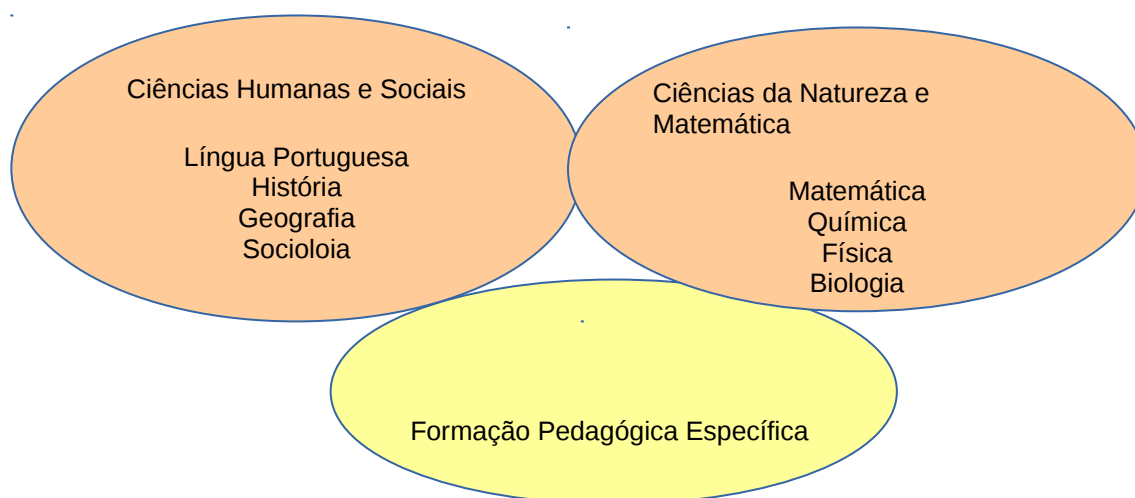 Ciências Humanas e Sociais
Língua Portuguesa
História
Geografia
Socioloia
Ciências da Natureza e
Matemática
Matemática
Química
Física
Biologia
Formação Pedagógica Específica